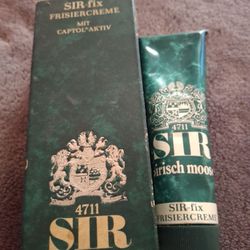 SIR-fix
FRISIERCREME
MIT
CAPTOL*AKTIV
4711
SIR
4711
SIR
irisch moos
SIR-fix
FRISIERCREME